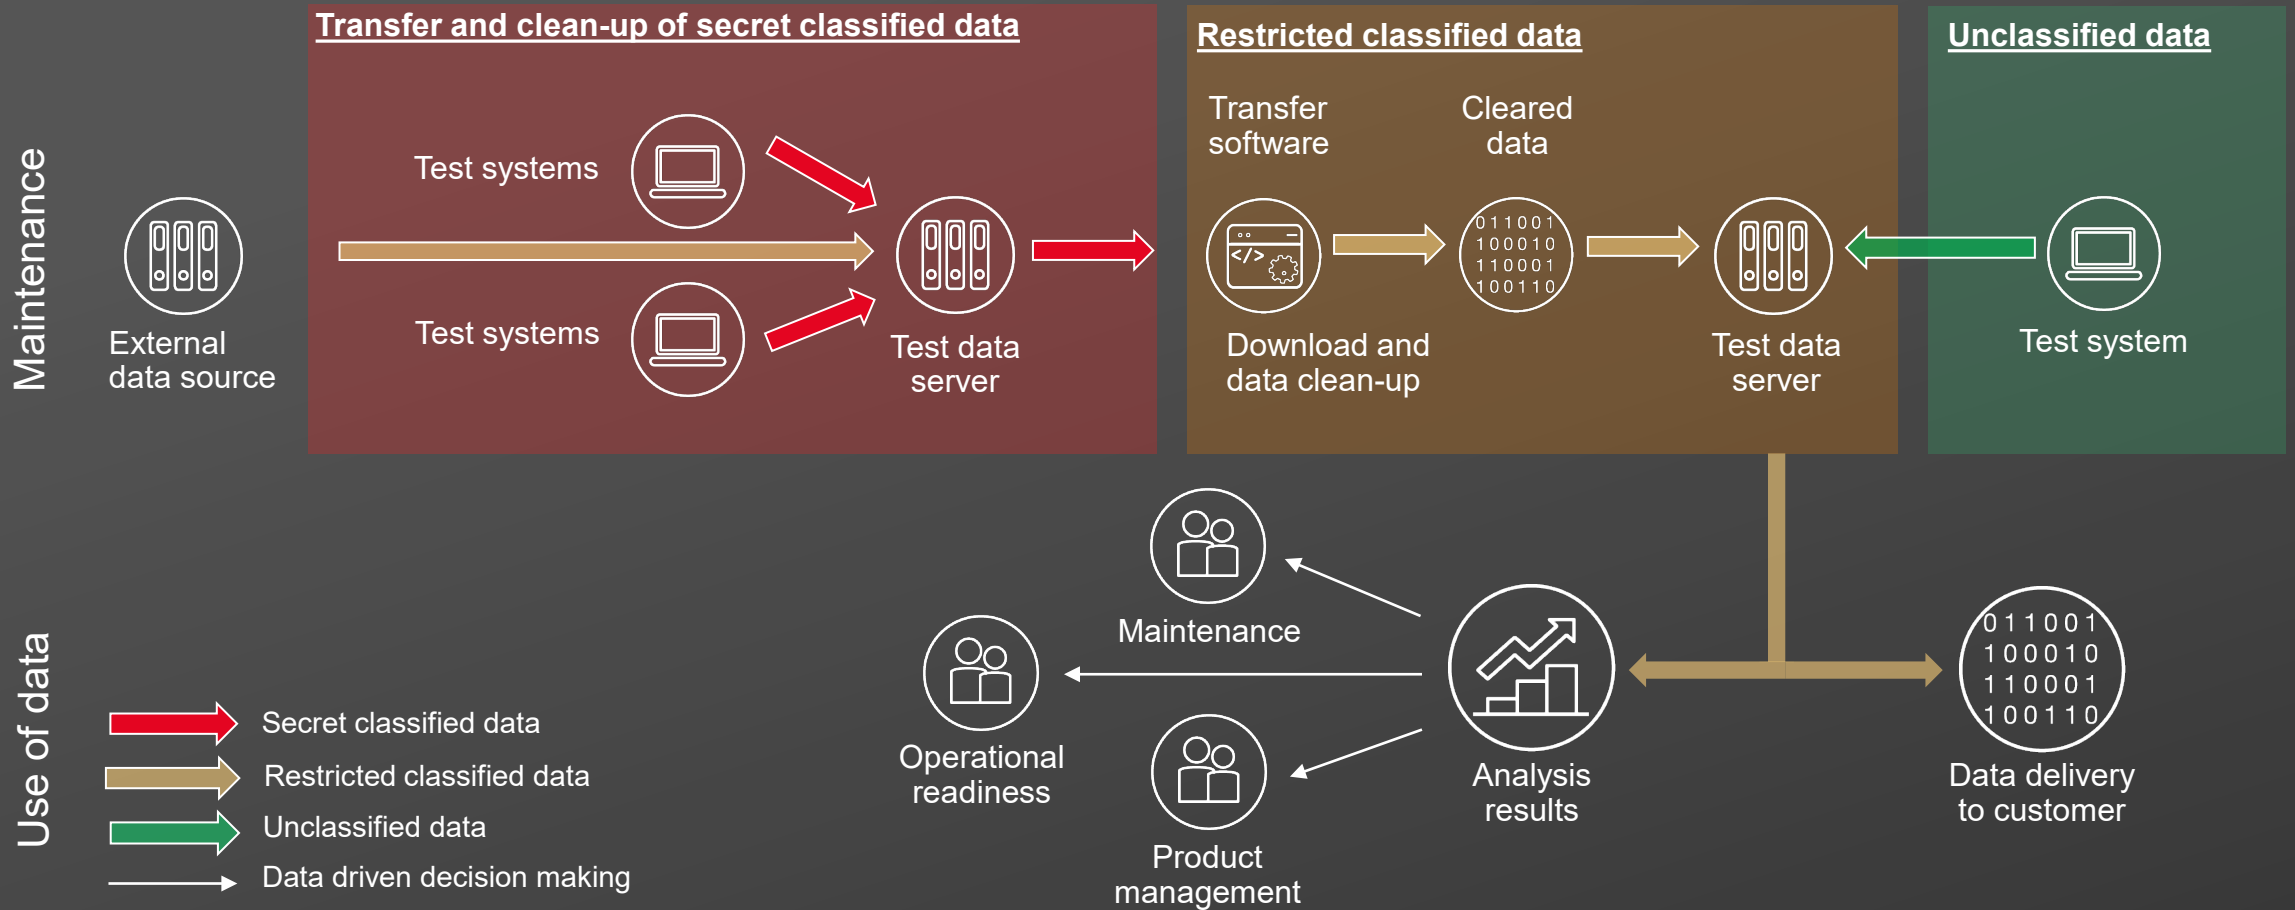 Transfer and clean-up of secret classified data
Restricted classified data
Unclassified data
Maintenance
External
data source
Test systems
Test systems
Test data
server
Transfer
software
Cleared
data
</>
011001
100010
110001
100110
Download and
data clean-up
Test data
server
Test system
Use of data
Maintenance
Operational
readiness
Product
management
Analysis
results
011001
100010
110001
100110
Data delivery
to customer
Secret classified data
Restricted classified data
Unclassified data
Data driven decision making